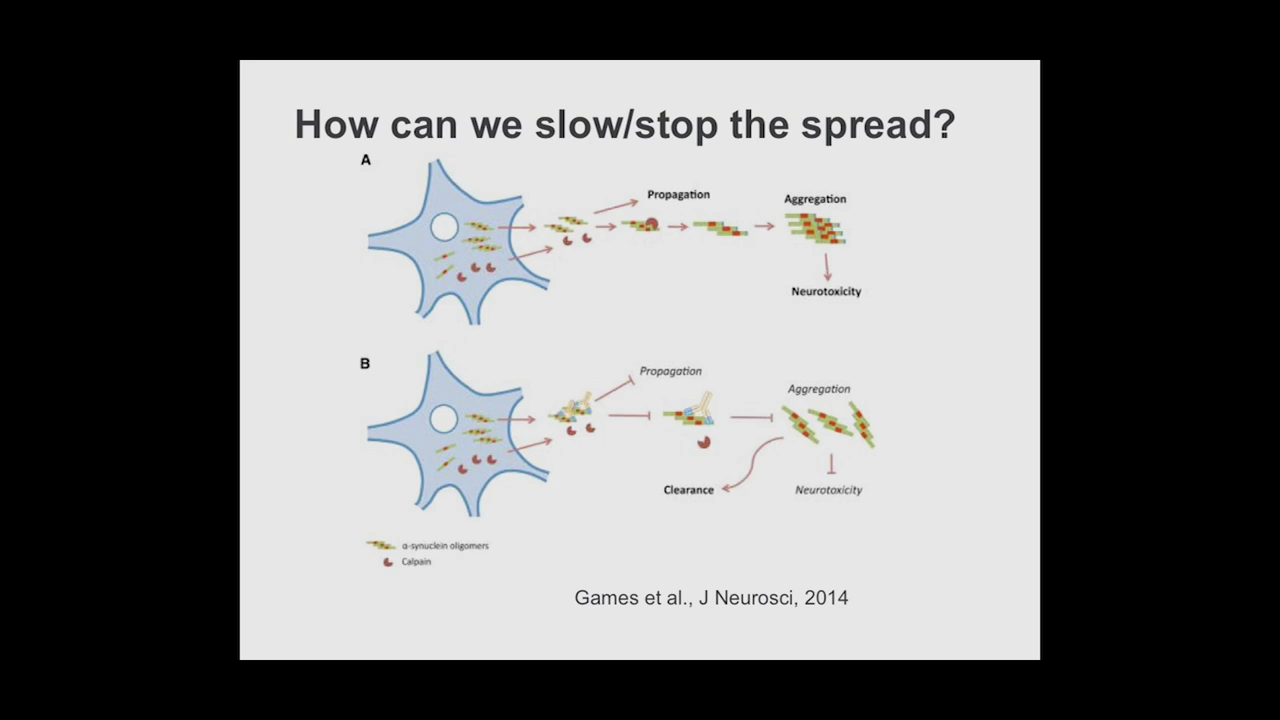 How can we slow/stop the spread?
A
Propagation
Aggregation
Neurotoxicity
B
Propagation
Aggregation
Clearance
Neurotoxicity
α-synuclein oligomers
Calpain
Games et al., J Neurosci, 2014